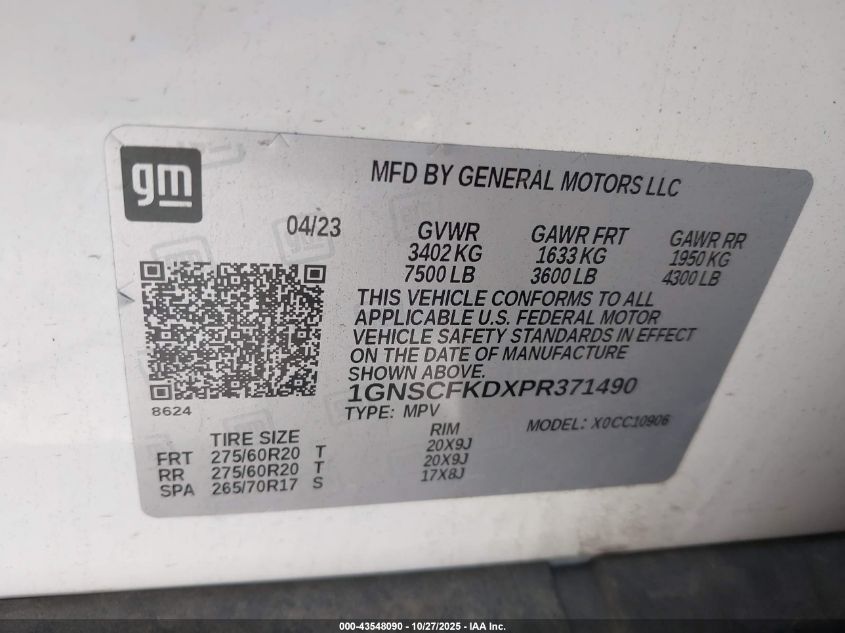 gm
MFD BY GENERAL MOTORS LLC
04/23
GVWR GAWR FRT GAWR RR
3402 KG 1633 KG 1950 KG
7500 LB 3600 LB 4300 LB
THIS VEHICLE CONFORMS TO ALL
APPLICABLE U.S. FEDERAL MOTOR
VEHICLE SAFETY STANDARDS IN EFFECT
ON THE DATE OF MANUFACTURE
SHOWN ABOVE.
1GNSCFKDXPR371490
8624
TYPE: MPV MODEL: X0CC10906
TIRE SIZE RIM
FRT 275/60R20 T 20X9J
RR 275/60R20 T 20X9J
SPA 265/70R17 S 17X8J
000-43548090 - 10/27/2025 - IAA Inc.